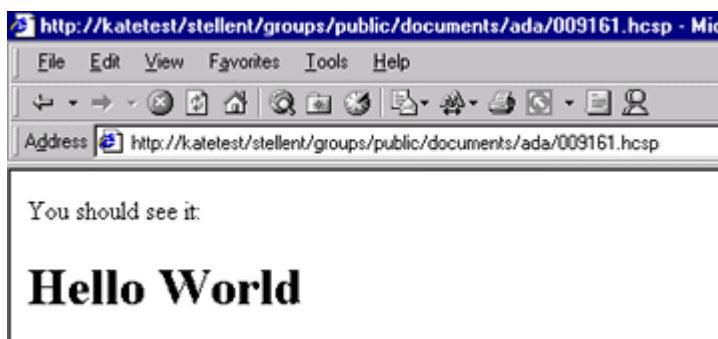 http://katetest/stellent/groups/public/documents/ada/009161.hcsp - Mic
File Edit View Favorites Tools Help
Address http://katetest/stellent/groups/public/documents/ada/009161.hcsp
You should see it:
Hello World